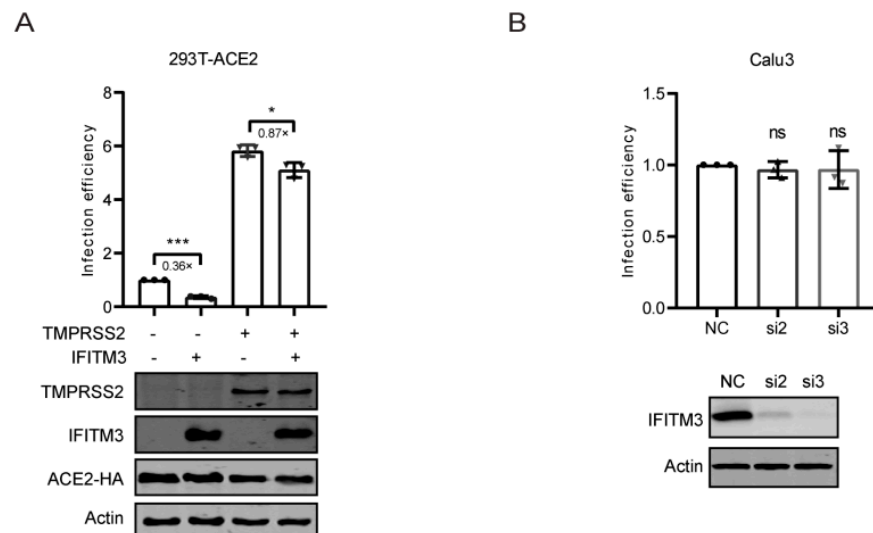 A
293T-ACE2
Infection efficiency
8
6
4
2
0
***
0.36×
*
0.87×
TMPRSS2 - - + +
IFITM3 - + - +
TMPRSS2
IFITM3
ACE2-HA
Actin
B
Calu3
Infection efficiency
1.5
1.0
0.5
0.0
ns ns
NC si2 si3
NC si2 si3
IFITM3
Actin